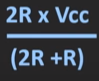 2R x Vcc
(2R +R)